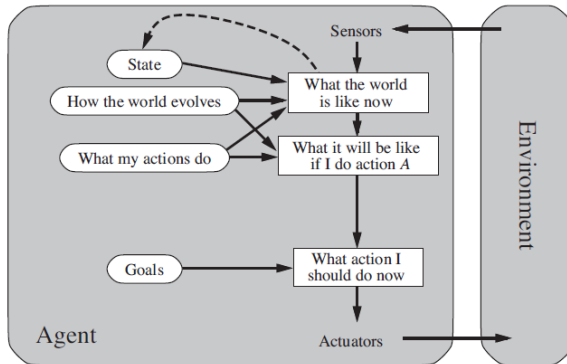 Sensors
State
What the world
is like now
How the world evolves
What my actions do
What it will be like
if I do action A
Goals
What action I
should do now
Agent
Actuators
Environment